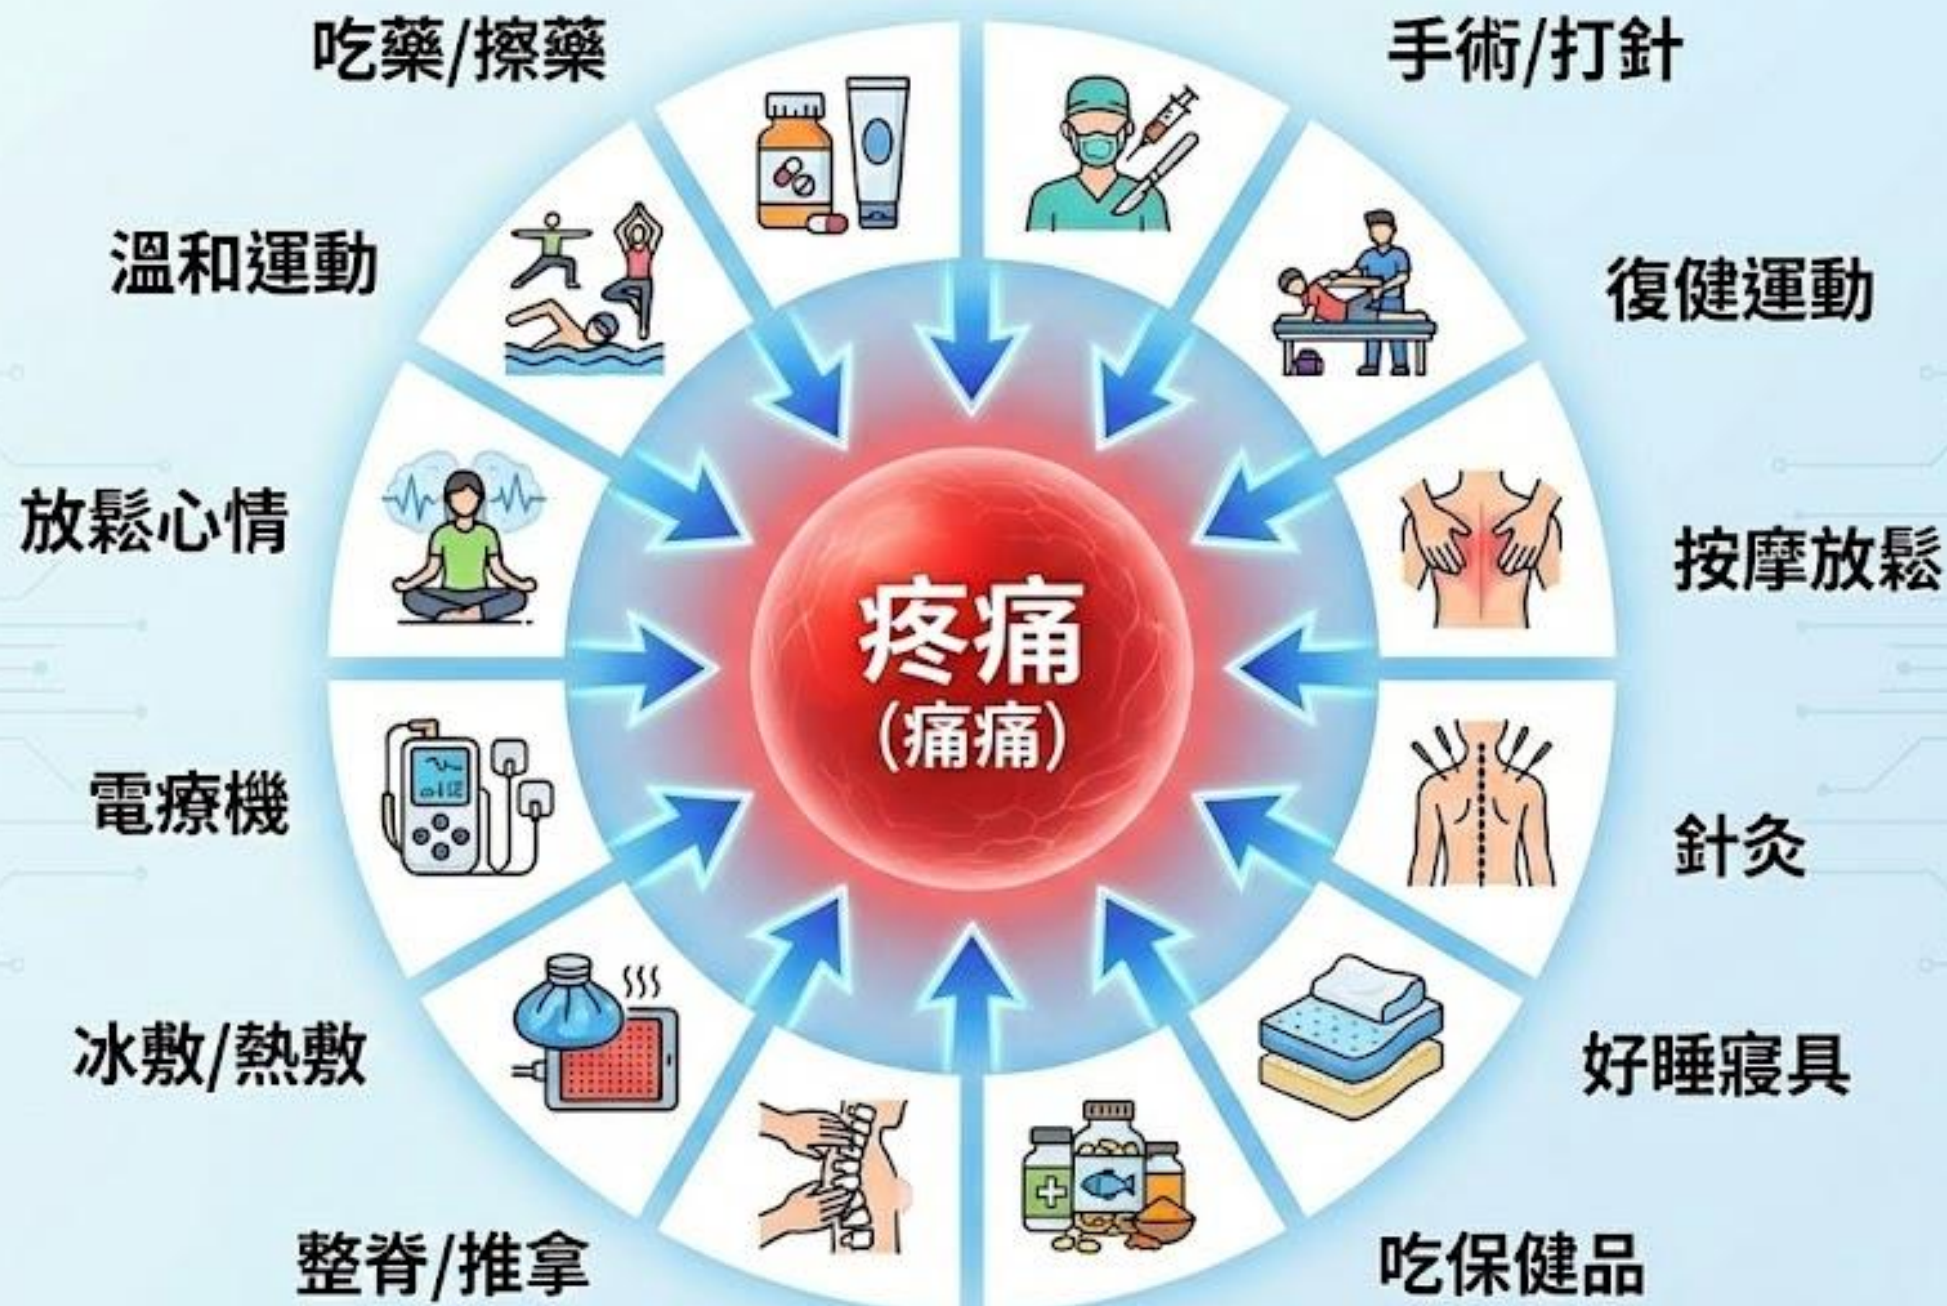 吃藥/擦藥
手術/打針
溫和運動
復健運動
放鬆心情
按摩放鬆
疼痛
(痛痛)
電療機
針灸
冰敷/熱敷
好睡寢具
整脊/推拿
吃保健品